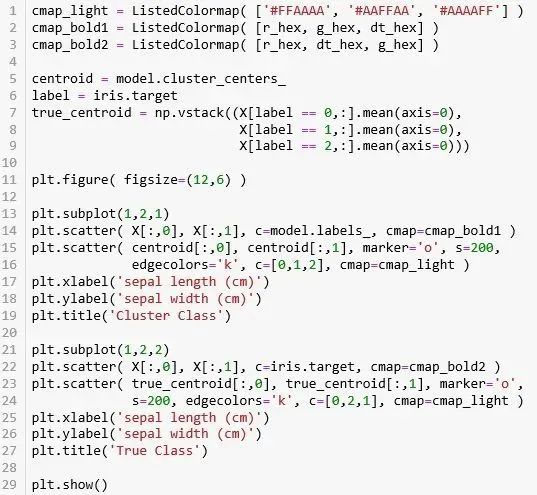 1 cmap_light = ListedColormap( ['#FFAAAA', '#AAFFAA', '#AAAAFF'] )
2 cmap_bold1 = ListedColormap( [r_hex, g_hex, dt_hex] )
3 cmap_bold2 = ListedColormap( [r_hex, dt_hex, g_hex] )
4
5 centroid = model.cluster_centers_
6 label = iris.target
7 true_centroid = np.vstack((X[label == 0,:].mean(axis=0),
8                            X[label == 1,:].mean(axis=0),
9                            X[label == 2,:].mean(axis=0)))
10
11 plt.figure( figsize=(12,6) )
12
13 plt.subplot(1,2,1)
14 plt.scatter( X[:,0], X[:,1], c=model.labels_, cmap=cmap_bold1 )
15 plt.scatter( centroid[:,0], centroid[:,1], marker='o', s=200,
16              edgecolors='k', c=[0,1,2], cmap=cmap_light )
17 plt.xlabel('sepal length (cm)')
18 plt.ylabel('sepal width (cm)')
19 plt.title('Cluster Class')
20
21 plt.subplot(1,2,2)
22 plt.scatter( X[:,0], X[:,1], c=iris.target, cmap=cmap_bold2 )
23 plt.scatter( true_centroid[:,0], true_centroid[:,1], marker='o',
24              s=200, edgecolors='k', c=[0,2,1], cmap=cmap_light )
25 plt.xlabel('sepal length (cm)')
26 plt.ylabel('sepal width (cm)')
27 plt.title('True Class')
28
29 plt.show()